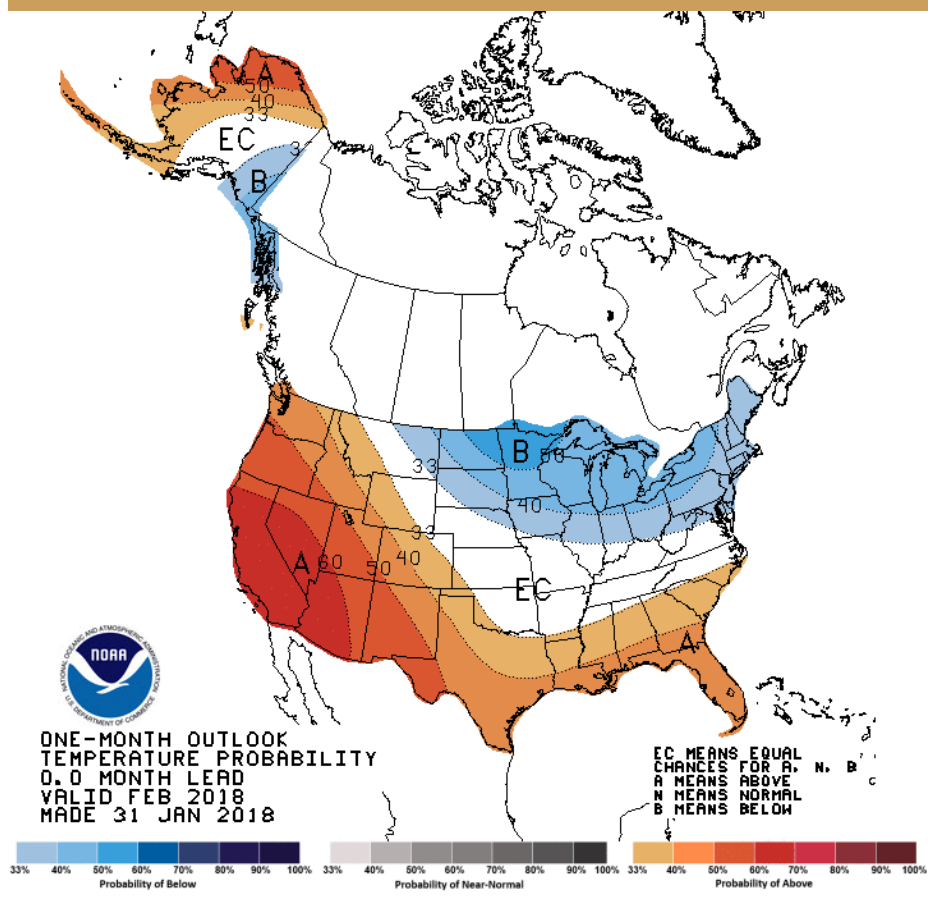 A
50
40
33
EC
3
B
B
50
33
40
33
A
60
50
40
EC
A
NATIONAL OCEANIC AND ATMOSPHERIC ADMINISTRATION
NOAA
U.S. DEPARTMENT OF COMMERCE
ONE-MONTH OUTLOOK
TEMPERATURE PROBABILITY
0.0 MONTH LEAD
VALID FEB 2018
MADE 31 JAN 2018
EC MEANS EQUAL
CHANCES FOR A, N, B
A MEANS ABOVE
N MEANS NORMAL
B MEANS BELOW
33% 40% 50% 60% 70% 80% 90% 100%
Probability of Below
33% 40% 50% 60% 70% 80% 90% 100%
Probability of Near-Normal
33% 40% 50% 60% 70% 80% 90% 100%
Probability of Above